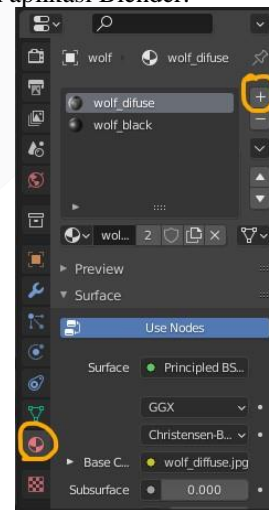 aplikasi Blender.
wolf wolf_difuse
wolf_difuse
wolf_black
wol... 2
Preview
Surface
Use Nodes
Surface Principled BS...
GGX
Christensen-B...
Base C... wolf_diffuse.jpg
Subsurface 0.000